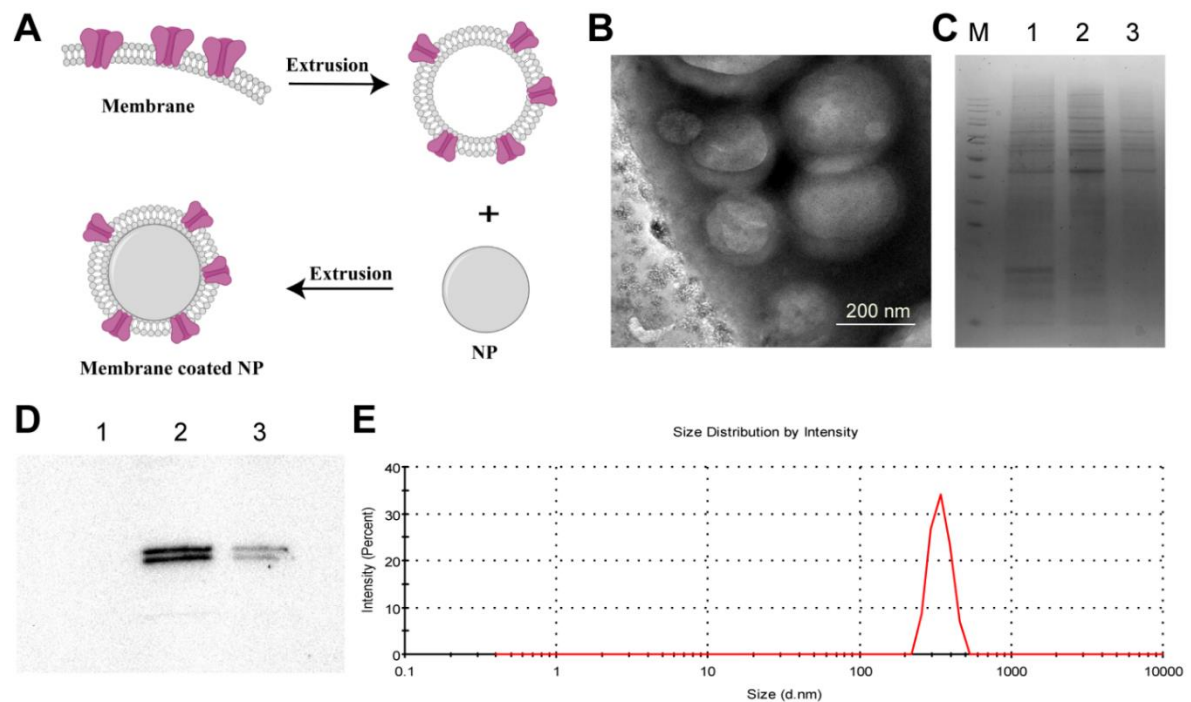 A
Extrusion
Membrane
+
Extrusion
NP
Membrane coated NP
B
200 nm
C M 1 2 3
D 1 2 3
E
Size Distribution by Intensity
Intensity (Percent)
40
30
20
10
0
0.1 1 10 100 1000 10000
Size (d.nm)